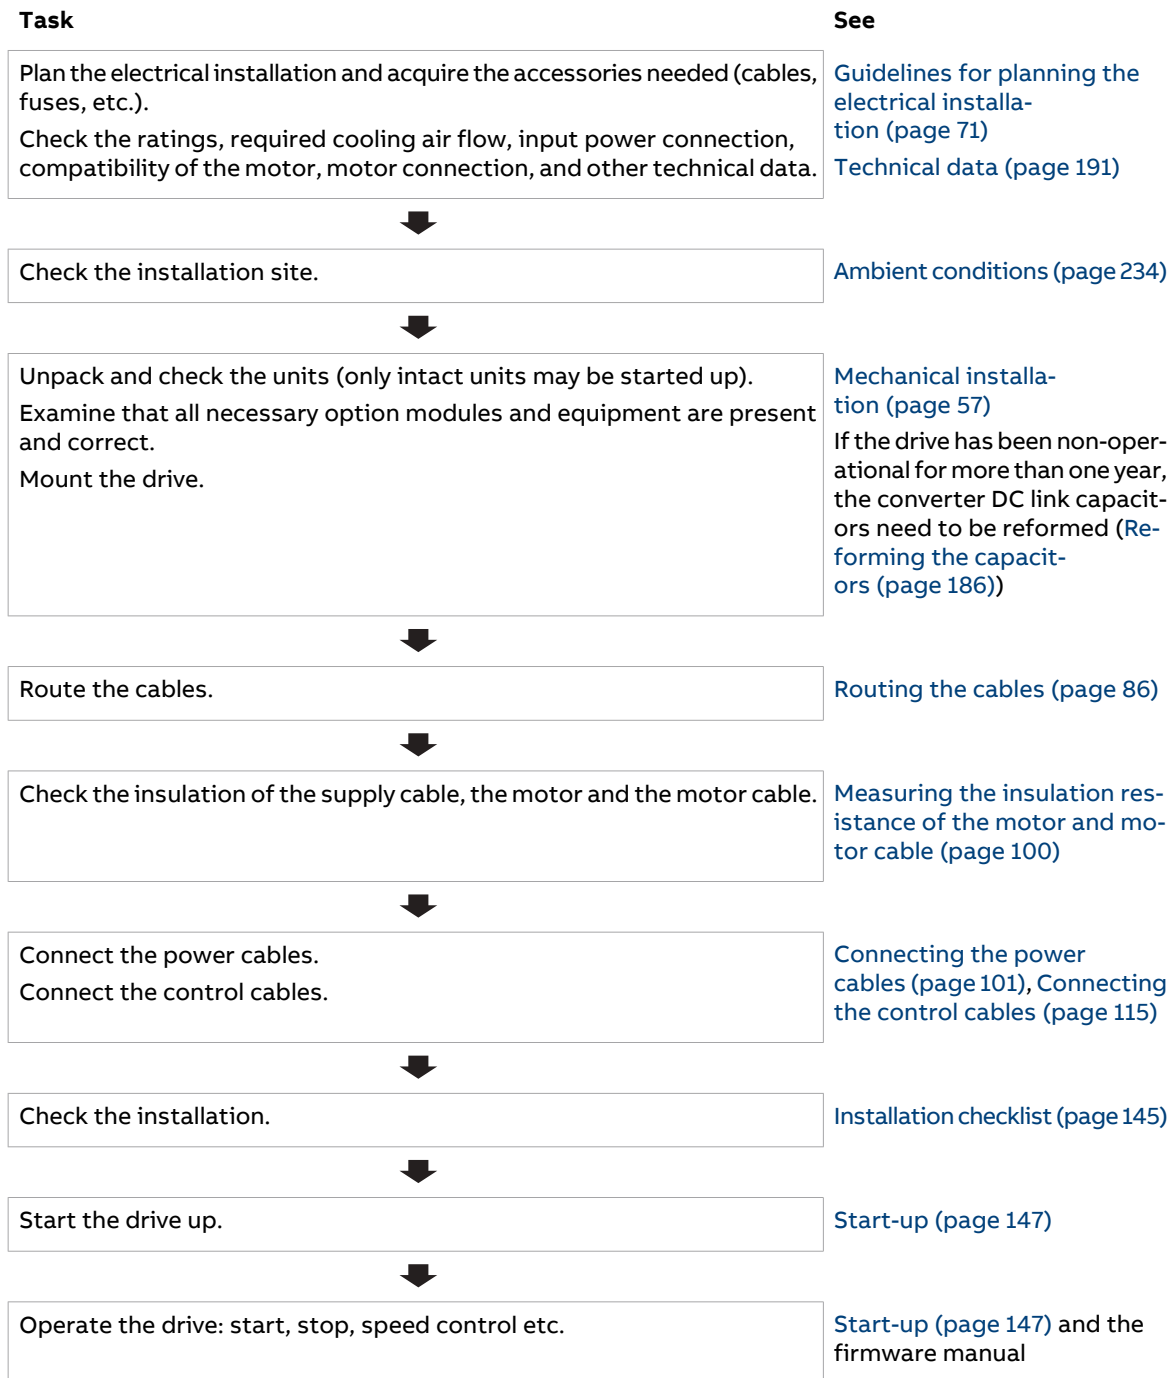 Task
See
Plan the electrical installation and acquire the accessories needed (cables,
fuses, etc.).
Check the ratings, required cooling air flow, input power connection,
compatibility of the motor, motor connection, and other technical data.
Guidelines for planning the
electrical installa-
tion (page 71)
Technical data (page 191)
Check the installation site.
Ambient conditions (page 234)
Unpack and check the units (only intact units may be started up).
Examine that all necessary option modules and equipment are present
and correct.
Mount the drive.
Mechanical installa-
tion (page 57)
If the drive has been non-oper-
ational for more than one year,
the converter DC link capacit-
ors need to be reformed (Re-
forming the capacit-
ors (page 186))
Route the cables.
Routing the cables (page 86)
Check the insulation of the supply cable, the motor and the motor cable.
Measuring the insulation res-
istance of the motor and mo-
tor cable (page 100)
Connect the power cables.
Connect the control cables.
Connecting the power
cables (page 101), Connecting
the control cables (page 115)
Check the installation.
Installation checklist (page 145)
Start the drive up.
Start-up (page 147)
Operate the drive: start, stop, speed control etc.
Start-up (page 147) and the
firmware manual